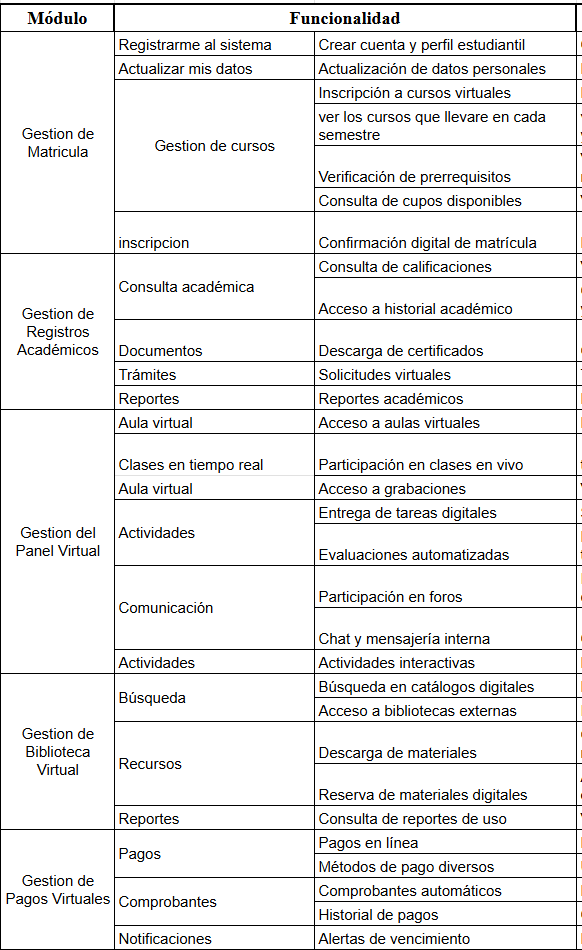 Módulo
Funcionalidad
Gestion de
Matricula
Registrarme al sistema
Crear cuenta y perfil estudiantil
Actualizar mis datos
Actualización de datos personales
Gestion de cursos
Inscripción a cursos virtuales
ver los cursos que llevare en cada
semestre
Verificación de prerrequisitos
Consulta de cupos disponibles
inscripcion
Confirmación digital de matrícula
Gestion de
Registros
Académicos
Consulta académica
Consulta de calificaciones
Acceso a historial académico
Documentos
Descarga de certificados
Trámites
Solicitudes virtuales
Reportes
Reportes académicos
Gestion del
Panel Virtual
Aula virtual
Acceso a aulas virtuales
Clases en tiempo real
Participación en clases en vivo
Aula virtual
Acceso a grabaciones
Actividades
Entrega de tareas digitales
Evaluaciones automatizadas
Comunicación
Participación en foros
Chat y mensajería interna
Actividades
Actividades interactivas
Gestion de
Biblioteca
Virtual
Búsqueda
Búsqueda en catálogos digitales
Acceso a bibliotecas externas
Recursos
Descarga de materiales
Reserva de materiales digitales
Reportes
Consulta de reportes de uso
Gestion de
Pagos Virtuales
Pagos
Pagos en línea
Métodos de pago diversos
Comprobantes
Comprobantes automáticos
Historial de pagos
Notificaciones
Alertas de vencimiento